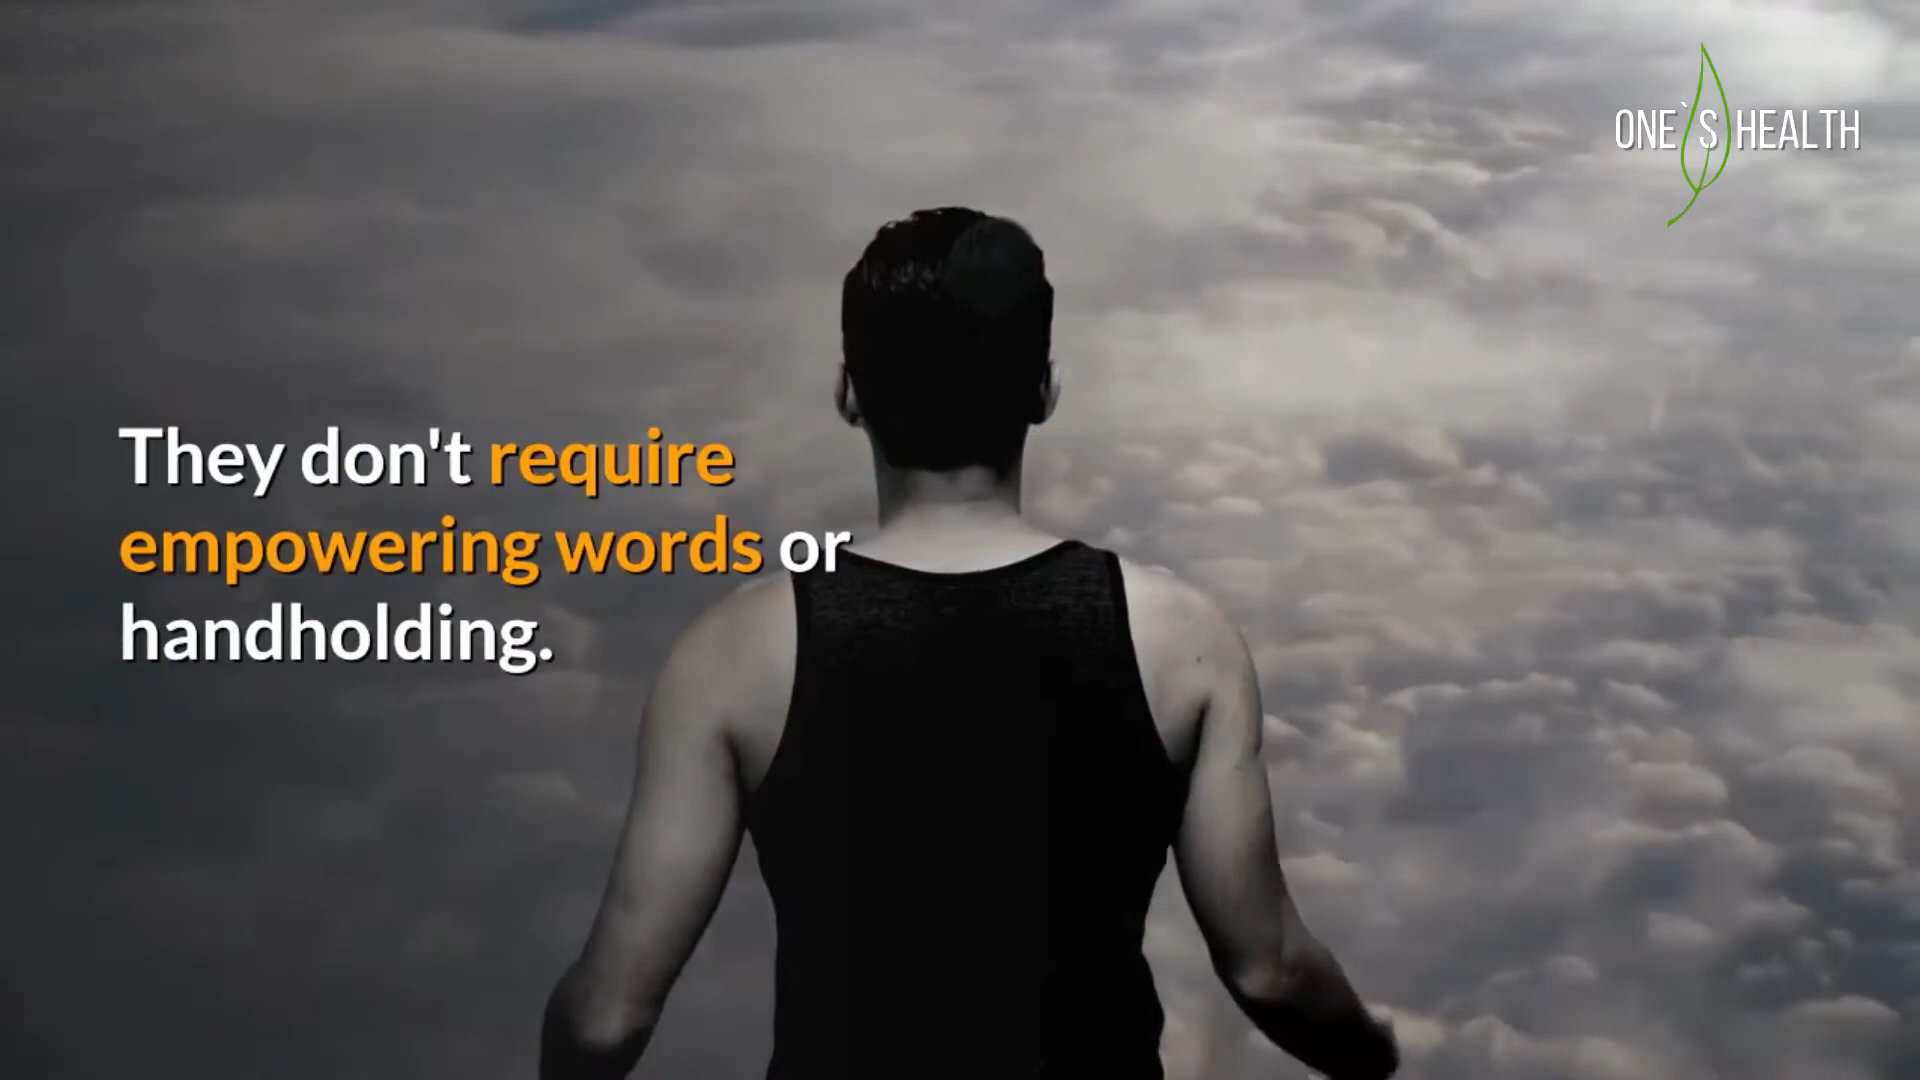 ONE`S HEALTH
They don't require
empowering words or
handholding.